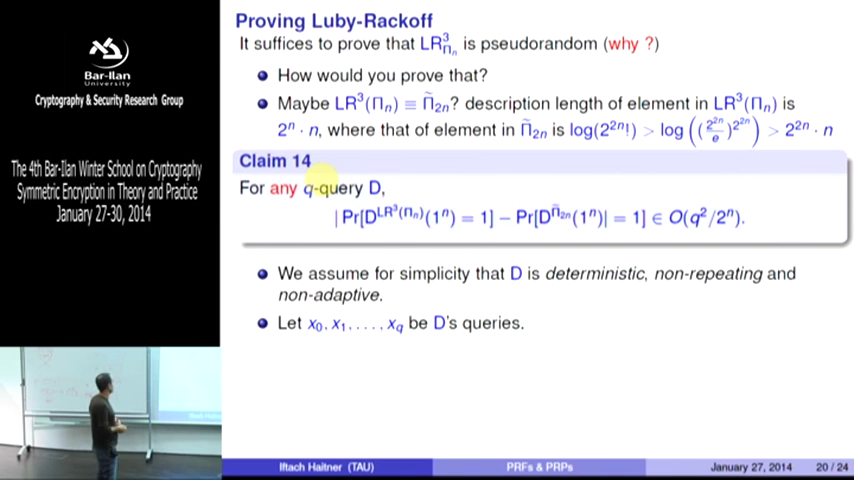 Proving Luby-Rackoff
It suffices to prove that LR³_{Πₙ} is pseudorandom (why ?)
How would you prove that?
Maybe LR³(Πₙ) ≡ Π̃₂ₙ? description length of element in LR³(Πₙ) is
2ⁿ · n, where that of element in Π̃₂ₙ is log(2²ⁿ!) > log((2²ⁿ/e)^{2²ⁿ}) > 2²ⁿ · n
Claim 14
For any q-query D,
| Pr[D^{LR³(Πₙ)}(1ⁿ) = 1] − Pr[D^{Π̃₂ₙ}(1ⁿ)| = 1] ∈ O(q²/2ⁿ).
We assume for simplicity that D is deterministic, non-repeating and
non-adaptive.
Let x₀, x₁, . . . , x_q be D's queries.
Bar-Ilan
University
Cryptography & Security Research Group
The 4th Bar-Ilan Winter School on Cryptography
Symmetric Encryption in Theory and Practice
January 27-30, 2014
Iftach Haitner (TAU) PRFs & PRPs January 27, 2014 20 / 24